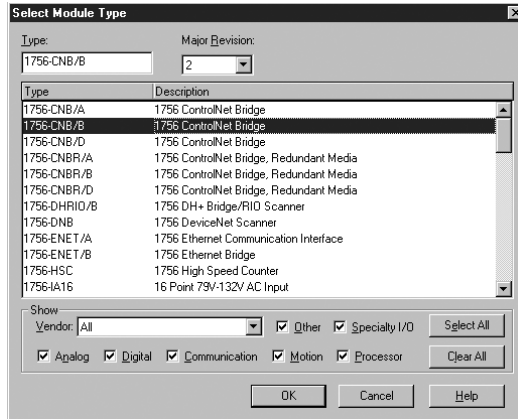 Select Module Type
Type: Major Revision:
1756-CNB/B 2
Type Description
1756-CNB/A 1756 ControlNet Bridge
1756-CNB/B 1756 ControlNet Bridge
1756-CNB/D 1756 ControlNet Bridge
1756-CNBR/A 1756 ControlNet Bridge, Redundant Media
1756-CNBR/B 1756 ControlNet Bridge, Redundant Media
1756-CNBR/D 1756 ControlNet Bridge, Redundant Media
1756-DHRIO/B 1756 DH+ Bridge/RIO Scanner
1756-DNB 1756 DeviceNet Scanner
1756-ENET/A 1756 Ethernet Communication Interface
1756-ENET/B 1756 Ethernet Bridge
1756-HSC 1756 High Speed Counter
1756-IA16 16 Point 79V-132V AC Input
Show
Vendor: All Other Specialty I/O Select All
Analog Digital Communication Motion Processor Clear All
OK Cancel Help